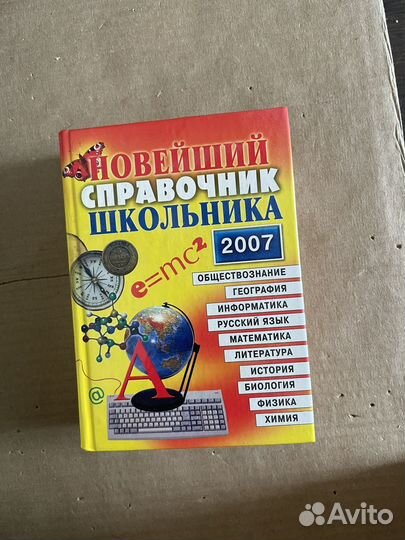 НОВЕЙШИЙ
СПРАВОЧНИК
ШКОЛЬНИКА
2007
e=mc²
ОБЩЕСТВОЗНАНИЕ
ГЕОГРАФИЯ
ИНФОРМАТИКА
РУССКИЙ ЯЗЫК
МАТЕМАТИКА
ЛИТЕРАТУРА
ИСТОРИЯ
БИОЛОГИЯ
ФИЗИКА
ХИМИЯ
А
@
Avito